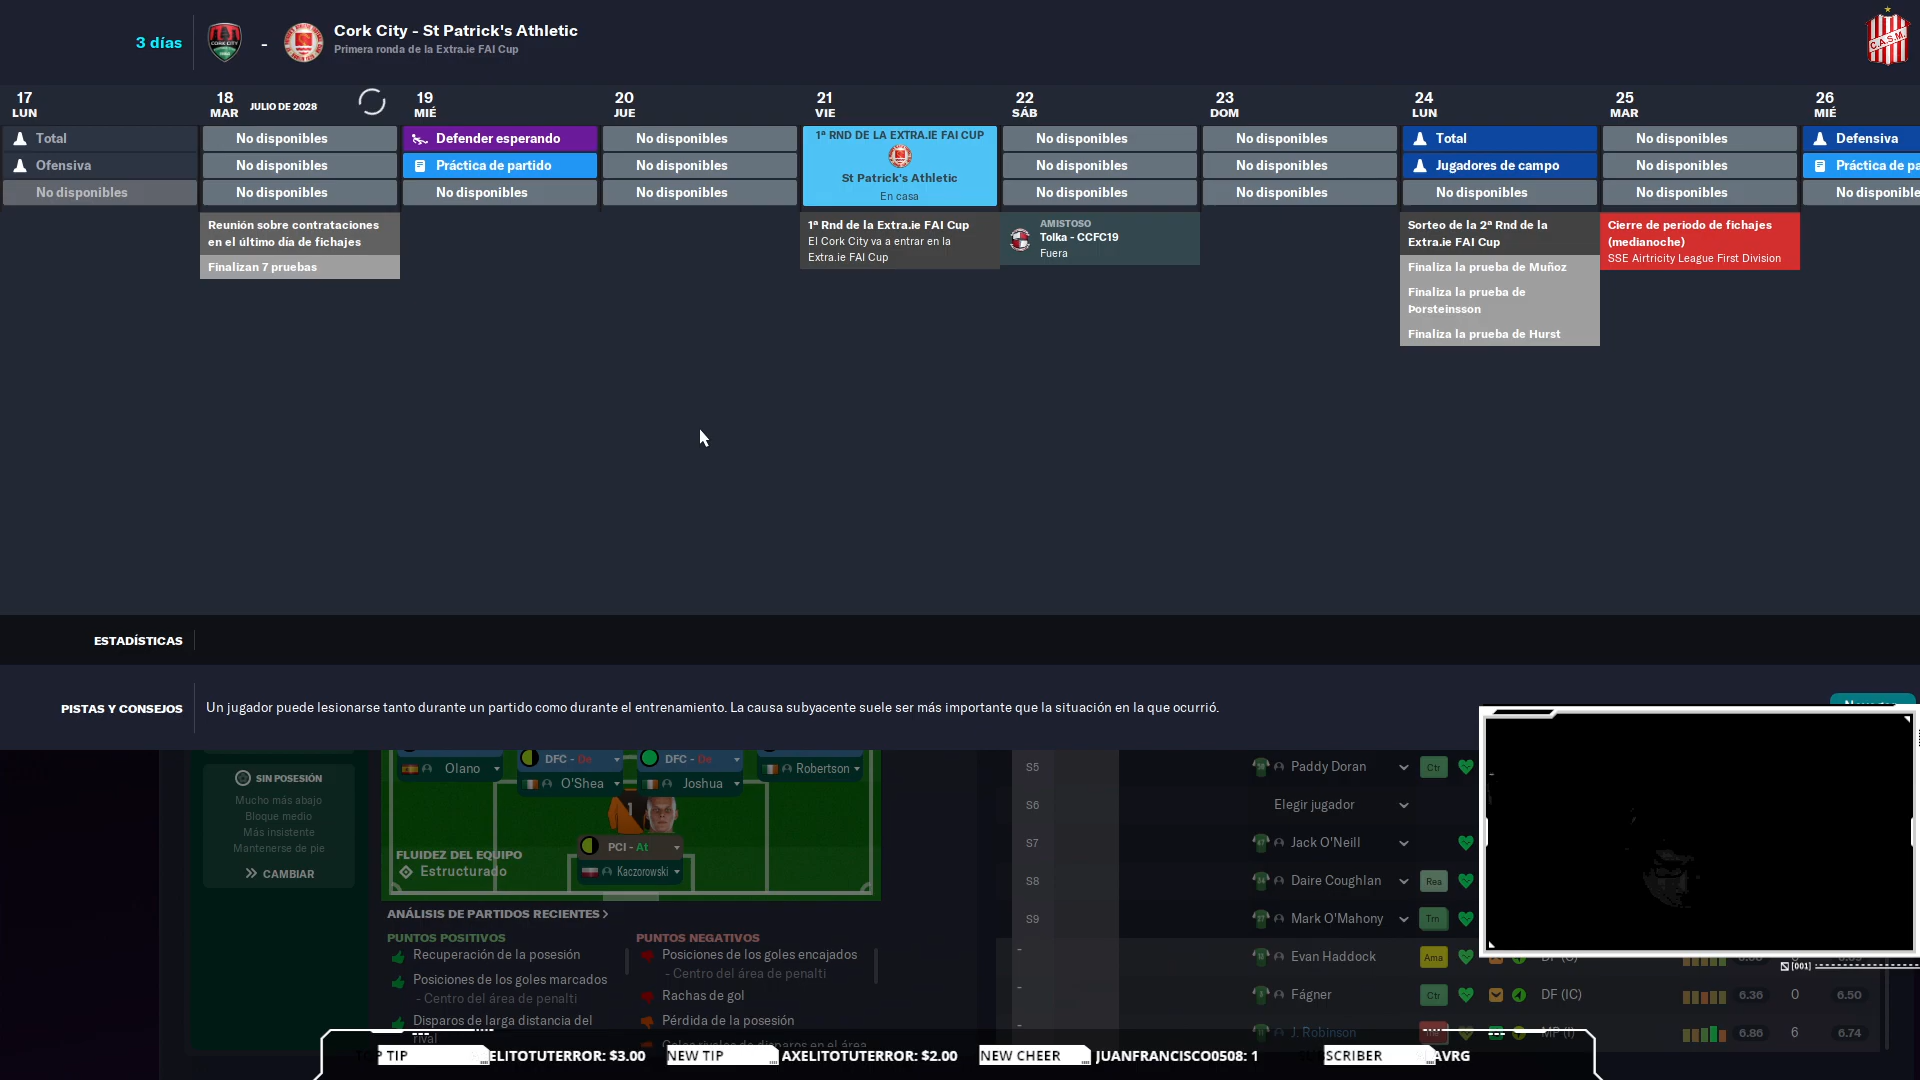 3 días
Cork City - St Patrick's Athletic
Primera ronda de la Extra.ie FAI Cup
17 LUN
18 MAR JULIO DE 2028
19 MIÉ
20 JUE
21 VIE
22 SÁB
23 DOM
24 LUN
25 MAR
26 MIÉ
Total
No disponibles
Defender esperando
No disponibles
1ª RND DE LA EXTRA.IE FAI CUP
No disponibles
No disponibles
Total
No disponibles
Defensiva
Ofensiva
No disponibles
Práctica de partido
No disponibles
St Patrick's Athletic
No disponibles
No disponibles
Jugadores de campo
No disponibles
Práctica de pa
No disponibles
No disponibles
No disponibles
No disponibles
En casa
No disponibles
No disponibles
No disponibles
No disponibles
No disponible
Reunión sobre contrataciones
en el último día de fichajes
Finalizan 7 pruebas
1ª Rnd de la Extra.ie FAI Cup
El Cork City va a entrar en la
Extra.ie FAI Cup
AMISTOSO
Tolka - CCFC19
Fuera
Sorteo de la 2ª Rnd de la
Extra.ie FAI Cup
Finaliza la prueba de Muñoz
Finaliza la prueba de
Þorsteinsson
Finaliza la prueba de Hurst
Cierre de periodo de fichajes
(medianoche)
SSE Airtricity League First Division
ESTADÍSTICAS
PISTAS Y CONSEJOS
Un jugador puede lesionarse tanto durante un partido como durante el entrenamiento. La causa subyacente suele ser más importante que la situación en la que ocurrió.
SIN POSESIÓN
Mucho más abajo
Bloque medio
Más insistente
Mantenerse de pie
CAMBIAR
Olano
DFC - De
O'Shea
DFC - De
Joshua
Robertson
PCI - At
Kaczorowski
FLUIDEZ DEL EQUIPO
Estructurado
ANÁLISIS DE PARTIDOS RECIENTES
PUNTOS POSITIVOS
Recuperación de la posesión
Posiciones de los goles marcados
- Centro del área de penalti
Disparos de larga distancia del
rival
PUNTOS NEGATIVOS
Posiciones de los goles encajados
- Centro del área de penalti
Rachas de gol
Pérdida de la posesión
S5 Paddy Doran Ctr
S6 Elegir jugador
S7 Jack O'Neill
S8 Daire Coughlan Rea
S9 Mark O'Mahony Trn
- Evan Haddock Ama
- Fágner Ctr DF (IC) 6.36 0 6.50
- J. Robinson MP (I) 6.86 6 6.74
[001]
TOP TIP
ELITOTUTERROR: $3.00
NEW TIP
AXELITOTUTERROR: $2.00
NEW CHEER
JUANFRANCISCO0508: 1
SCRIBER
AVRG